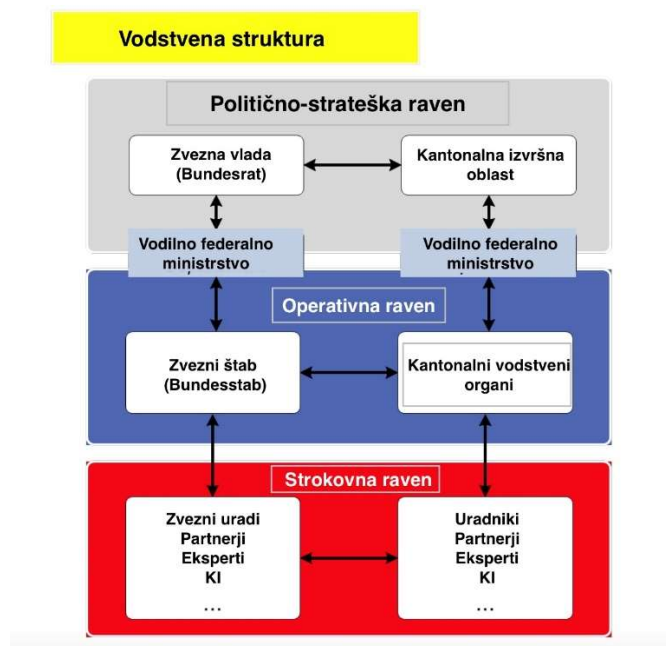 Vodstvena struktura
Politično-strateška raven
Zvezna vlada
(Bundesrat)
Kantonalna izvršna
oblast
Vodilno federalno
ministrstvo
Vodilno federalno
ministrstvo
Operativna raven
Zvezni štab
(Bundesstab)
Kantonalni vodstveni
organi
Strokovna raven
Zvezni uradi
Partnerji
Eksperti
KI
...
Uradniki
Partnerji
Eksperti
KI
...